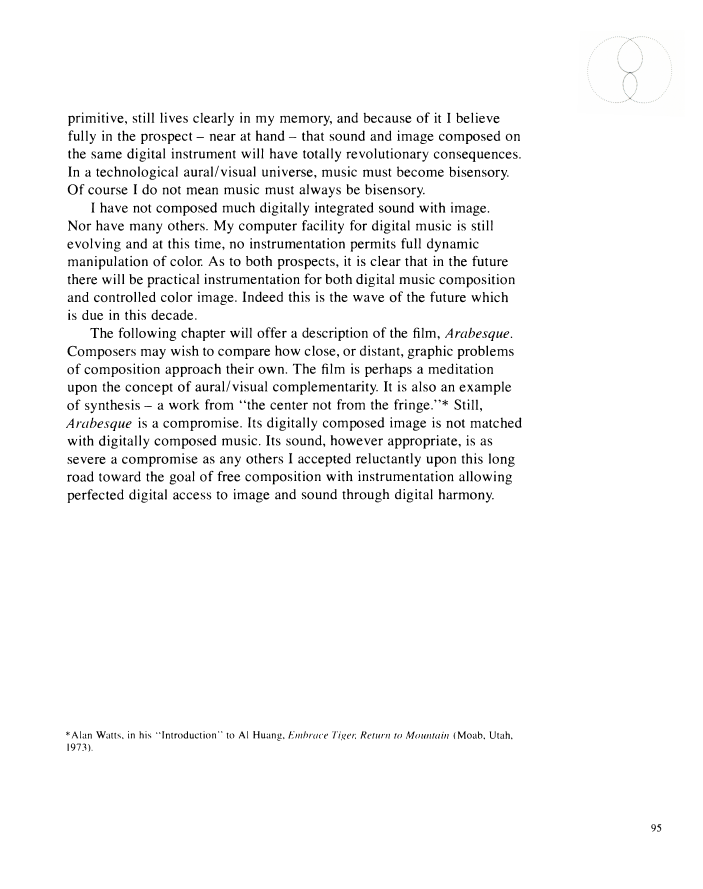 primitive, still lives clearly in my memory, and because of it I believe
fully in the prospect – near at hand – that sound and image composed on
the same digital instrument will have totally revolutionary consequences.
In a technological aural/visual universe, music must become bisensory.
Of course I do not mean music must always be bisensory.
I have not composed much digitally integrated sound with image.
Nor have many others. My computer facility for digital music is still
evolving and at this time, no instrumentation permits full dynamic
manipulation of color. As to both prospects, it is clear that in the future
there will be practical instrumentation for both digital music composition
and controlled color image. Indeed this is the wave of the future which
is due in this decade.
The following chapter will offer a description of the film, Arabesque.
Composers may wish to compare how close, or distant, graphic problems
of composition approach their own. The film is perhaps a meditation
upon the concept of aural/visual complementarity. It is also an example
of synthesis – a work from “the center not from the fringe.”* Still,
Arabesque is a compromise. Its digitally composed image is not matched
with digitally composed music. Its sound, however appropriate, is as
severe a compromise as any others I accepted reluctantly upon this long
road toward the goal of free composition with instrumentation allowing
perfected digital access to image and sound through digital harmony.
*Alan Watts, in his “Introduction” to Al Huang, Embrace Tiger, Return to Mountain (Moab, Utah,
1973).
95